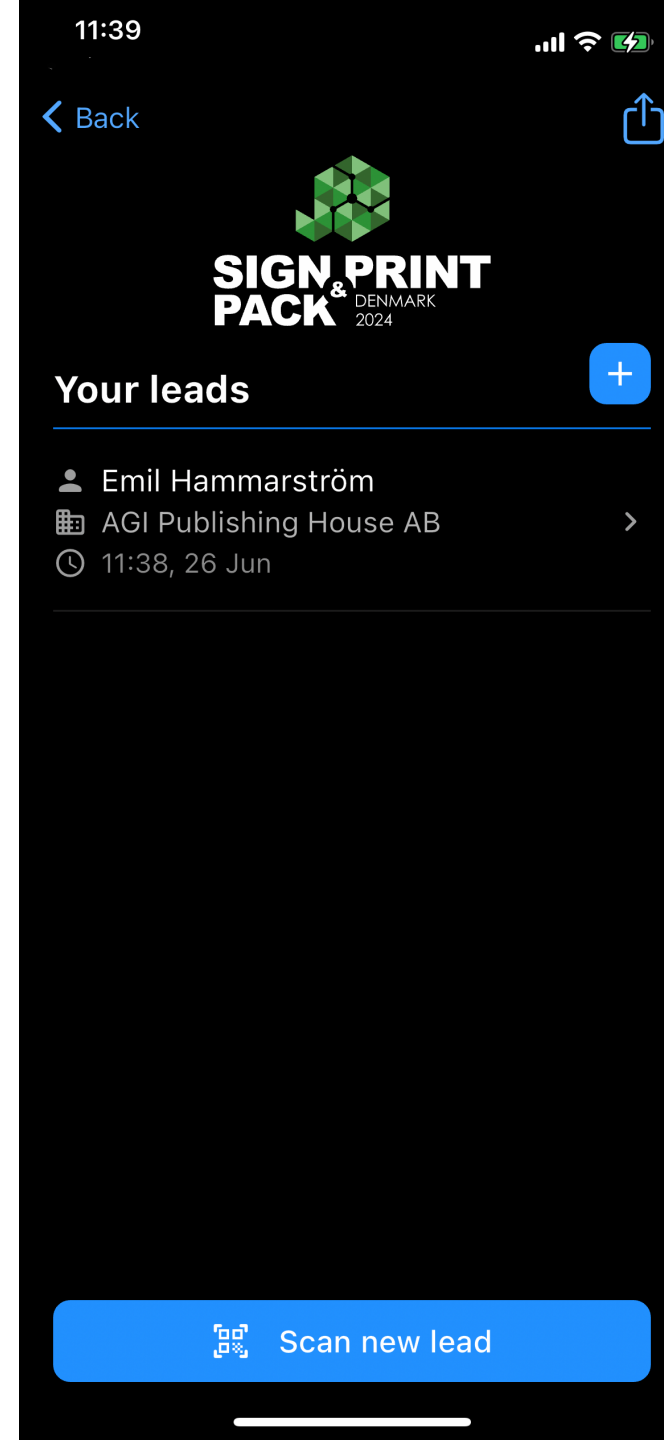 11:39
Back
SIGN & PRINT
PACK DENMARK
2024
Your leads
Emil Hammarström
AGI Publishing House AB
11:38, 26 Jun
Scan new lead